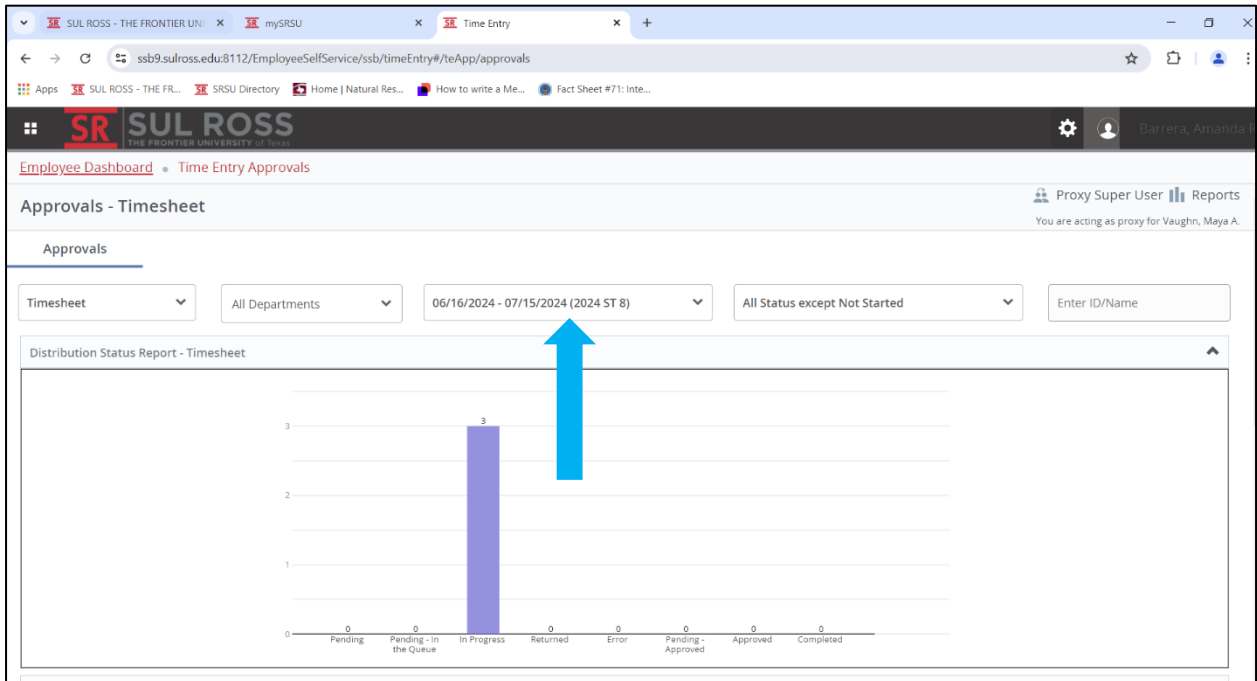 SUL ROSS - THE FRONTIER UNI
mySRSU
Time Entry
ssb9.sulross.edu:8112/EmployeeSelfService/ssb/timeEntry#/teApp/approvals
Apps SR SUL ROSS - THE FR... SR SRSU Directory Home | Natural Res... How to write a Me... Fact Sheet #71: Inte...
SR SUL ROSS
THE FRONTIER UNIVERSITY of Texas
Barrera, Amanda R
Employee Dashboard • Time Entry Approvals
Approvals - Timesheet
Proxy Super User Reports
You are acting as proxy for Vaughn, Maya A.
Approvals
Timesheet
All Departments
06/16/2024 - 07/15/2024 (2024 ST 8)
All Status except Not Started
Enter ID/Name
Distribution Status Report - Timesheet
3
3
2
1
0
0 0 0 0 0 0 0
Pending Pending - In the Queue In Progress Returned Error Pending - Approved Approved Completed